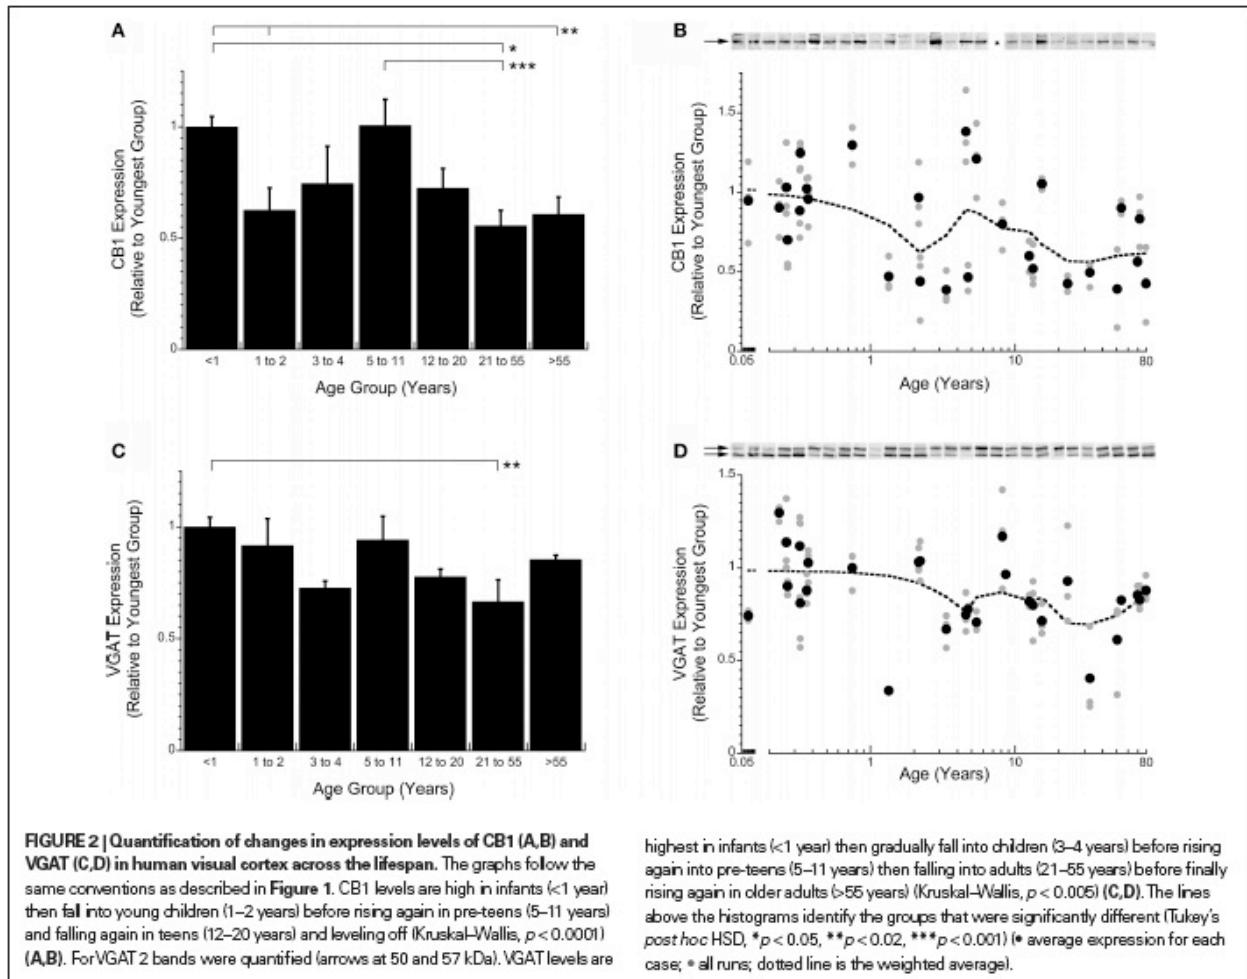 A
**
*
***
CB1 Expression
(Relative to Youngest Group)
1
0.5
0
<1
1 to 2
3 to 4
5 to 11
12 to 20
21 to 55
>55
Age Group (Years)
B
*
CB1 Expression
(Relative to Youngest Group)
1.5
1.0
0.5
0
0.05
1
10
80
Age (Years)
C
**
VGAT Expression
(Relative to Youngest Group)
1
0.5
0
<1
1 to 2
3 to 4
5 to 11
12 to 20
21 to 55
>55
Age Group (Years)
D
VGAT Expression
(Relative to Youngest Group)
1.5
1
0.5
0
0.05
1
10
80
Age (Years)
FIGURE 2 | Quantification of changes in expression levels of CB1 (A,B) and
VGAT (C,D) in human visual cortex across the lifespan. The graphs follow the
same conventions as described in Figure 1. CB1 levels are high in infants (<1 year)
then fall into young children (1–2 years) before rising again in pre-teens (5–11 years)
and falling again in teens (12–20 years) and leveling off (Kruskal–Wallis, p < 0.0001)
(A,B). For VGAT 2 bands were quantified (arrows at 50 and 57 kDa). VGAT levels are
highest in infants (<1 year) then gradually fall into children (3–4 years) before rising
again into pre-teens (5–11 years) then falling into adults (21–55 years) before finally
rising again in older adults (>55 years) (Kruskal–Wallis, p < 0.005) (C,D). The lines
above the histograms identify the groups that were significantly different (Tukey's
post hoc HSD, *p < 0.05, **p < 0.02, ***p < 0.001) (• average expression for each
case; • all runs; dotted line is the weighted average).